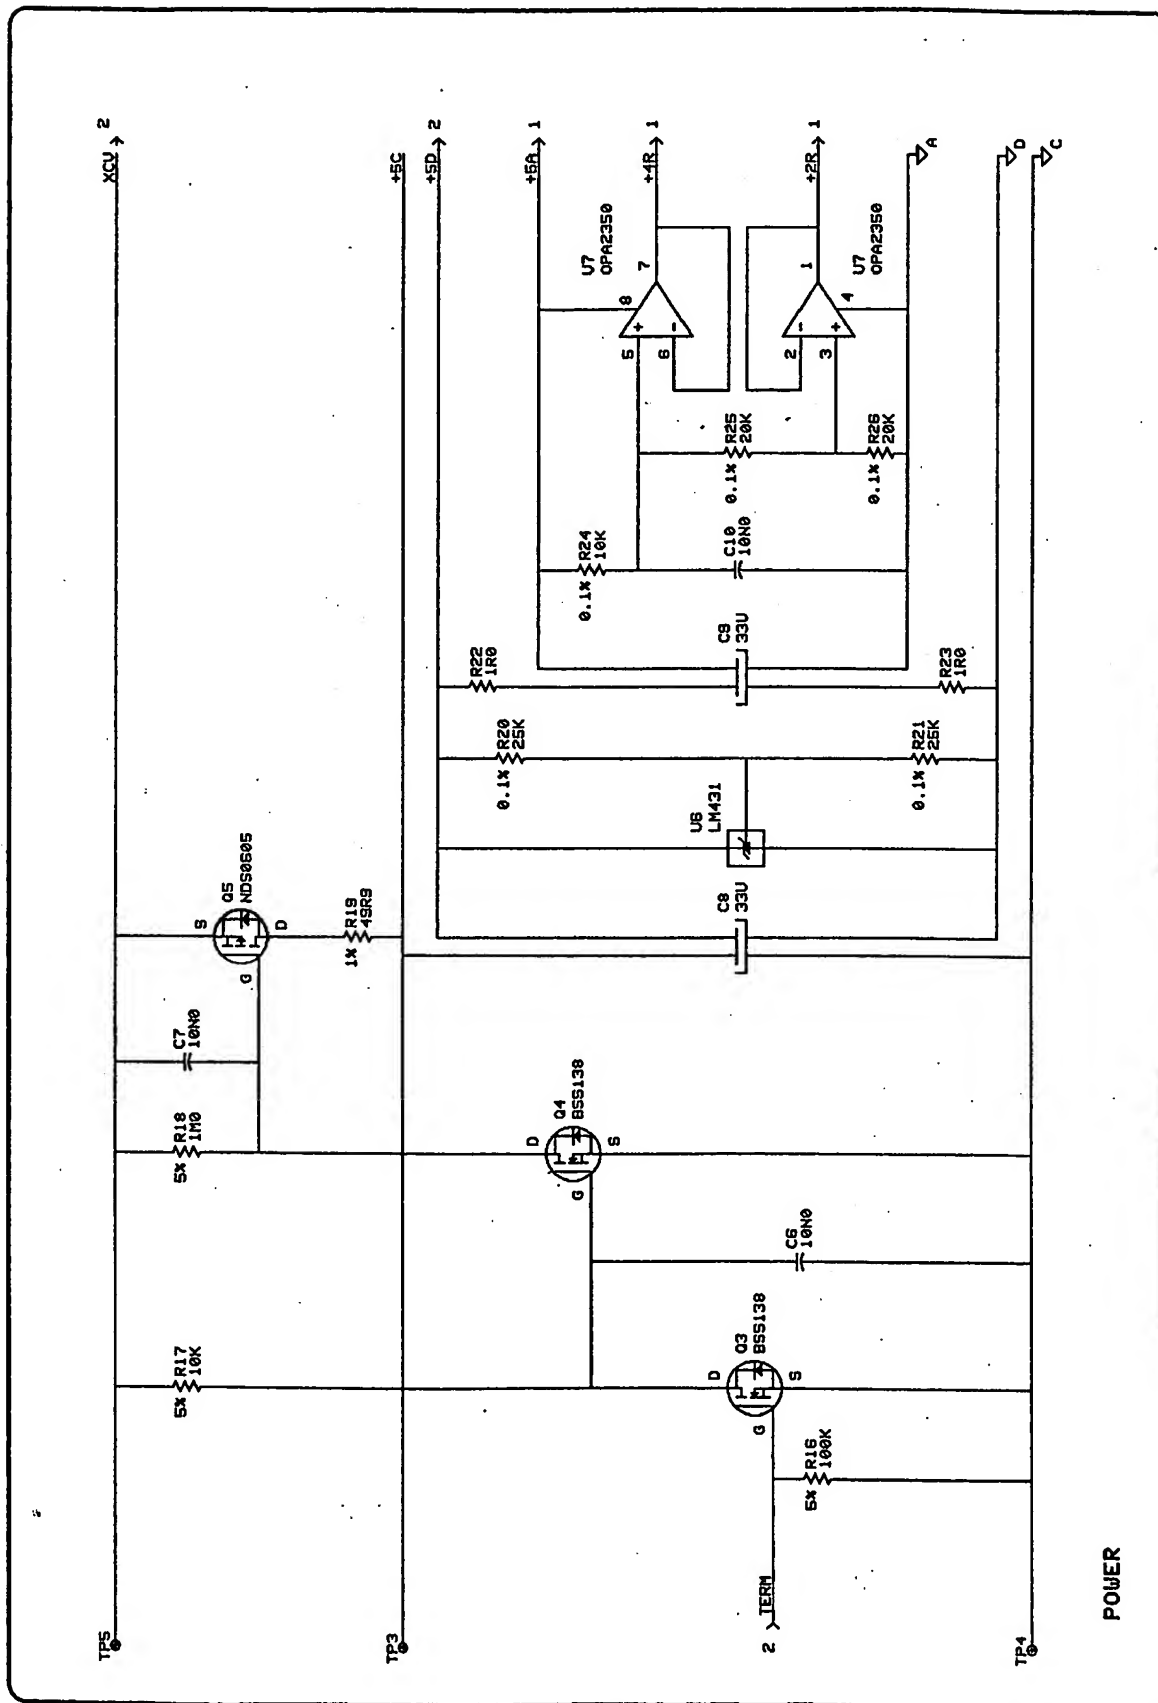 TP5
XCV 2
5% R17
10K
5% R18
1M0
C7
10N0
S
Q5
NDS0605
G
D
1% R19
49R9
TP3
+5C
+5D 2
+5A 1
+4R 1
+2R 1
A
D
C
2 TERM
G
5% R16
100K
D
Q3
BSS138
S
C6
10N0
D
Q4
BSS138
G
S
C8
33U
U6
LM431
0.1% R20
25K
0.1% R21
25K
R22
1R0
R23
1R0
C9
33U
0.1% R24
10K
C10
10N0
0.1% R25
20K
0.1% R26
20K
U7
OPA2350
5
+
6
-
8
7
2
-
3
+
1
4
U7
OPA2350
TP4
POWER